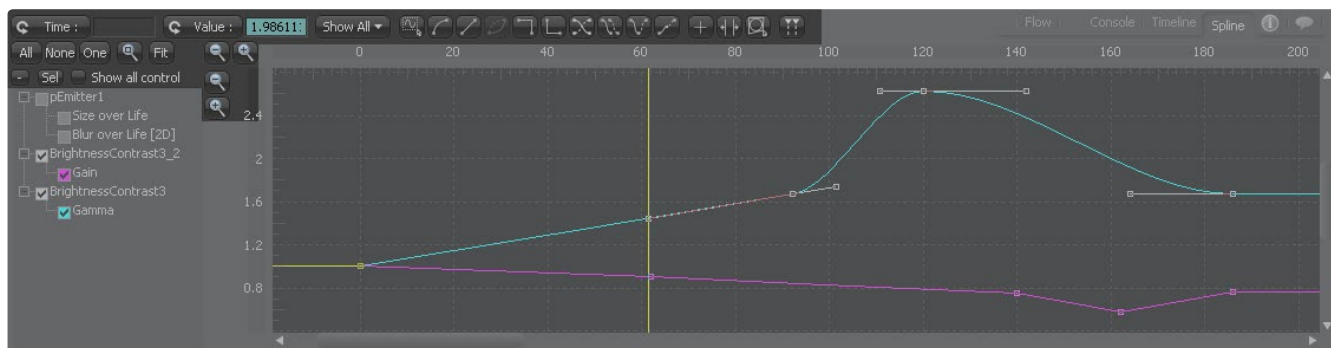 Time : Value : 1.98611: Show All Flow Console Timeline Spline
All None One Fit 0 20 40 60 80 100 120 140 160 180 200
- Sel Show all control
pEmitter1
Size over Life 2.4
Blur over Life [2D]
BrightnessContrast3_2 2
Gain
BrightnessContrast3 1.6
Gamma
1.2
0.8